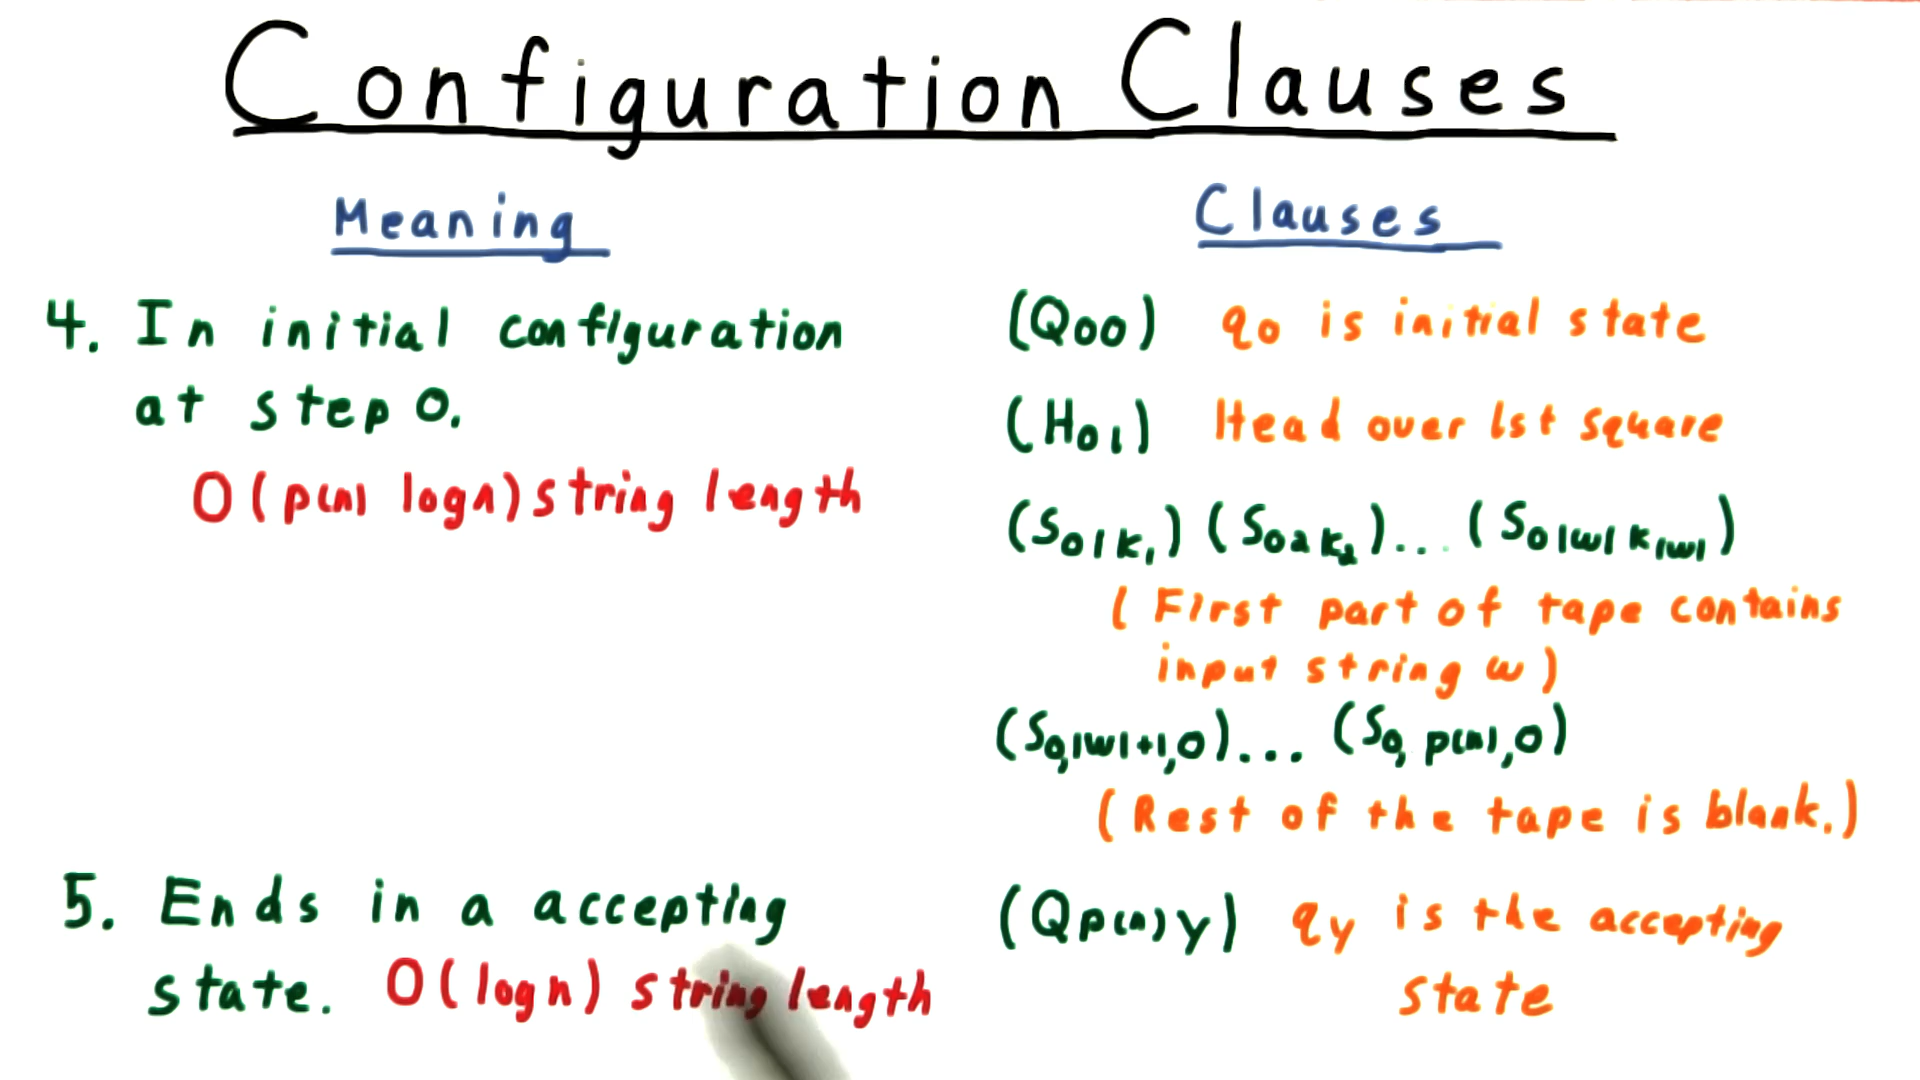 Configuration Clauses
Meaning
Clauses
4. In initial configuration
at step 0.
O(p(n) log n) string length
(Q00) q0 is initial state
(H01) Head over 1st square
(S01k1) (S02k2)... (S0|w|k|w|)
(First part of tape contains
input string w)
(S0,|w|+1,0)... (S0,p(n),0)
(Rest of the tape is blank.)
5. Ends in a accepting
state. O(log n) string length
(Qp(n)y) qy is the accepting
state